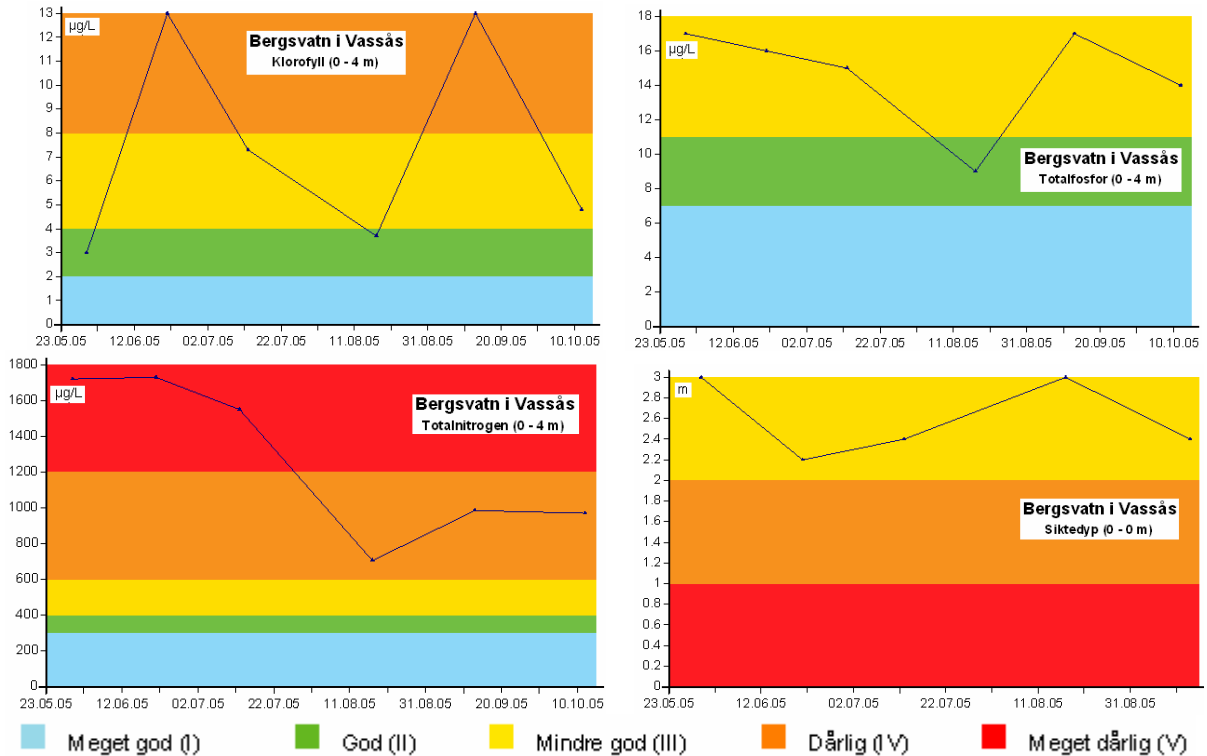 13
12
11
10
9
8
7
6
5
4
3
2
1
0
µg/L
Bergsvatn i Vassås
Klorofyll (0 - 4 m)
23.05.05 12.06.05 02.07.05 22.07.05 11.08.05 31.08.05 20.09.05 10.10.05
18
16
14
12
10
8
6
4
2
0
µg/L
Bergsvatn i Vassås
Totalfosfor (0 - 4 m)
23.05.05 12.06.05 02.07.05 22.07.05 11.08.05 31.08.05 20.09.05 10.10.05
1800
1600
1400
1200
1000
800
600
400
200
0
µg/L
Bergsvatn i Vassås
Totalnitrogen (0 - 4 m)
23.05.05 12.06.05 02.07.05 22.07.05 11.08.05 31.08.05 20.09.05 10.10.05
3
2.8
2.6
2.4
2.2
2
1.8
1.6
1.4
1.2
1
0.8
0.6
0.4
0.2
0
m
Bergsvatn i Vassås
Siktedyp (0 - 0 m)
23.05.05 12.06.05 02.07.05 22.07.05 11.08.05 31.08.05
Meget god (I) God (II) Mindre god (III) Dårlig (IV) Meget dårlig (V)